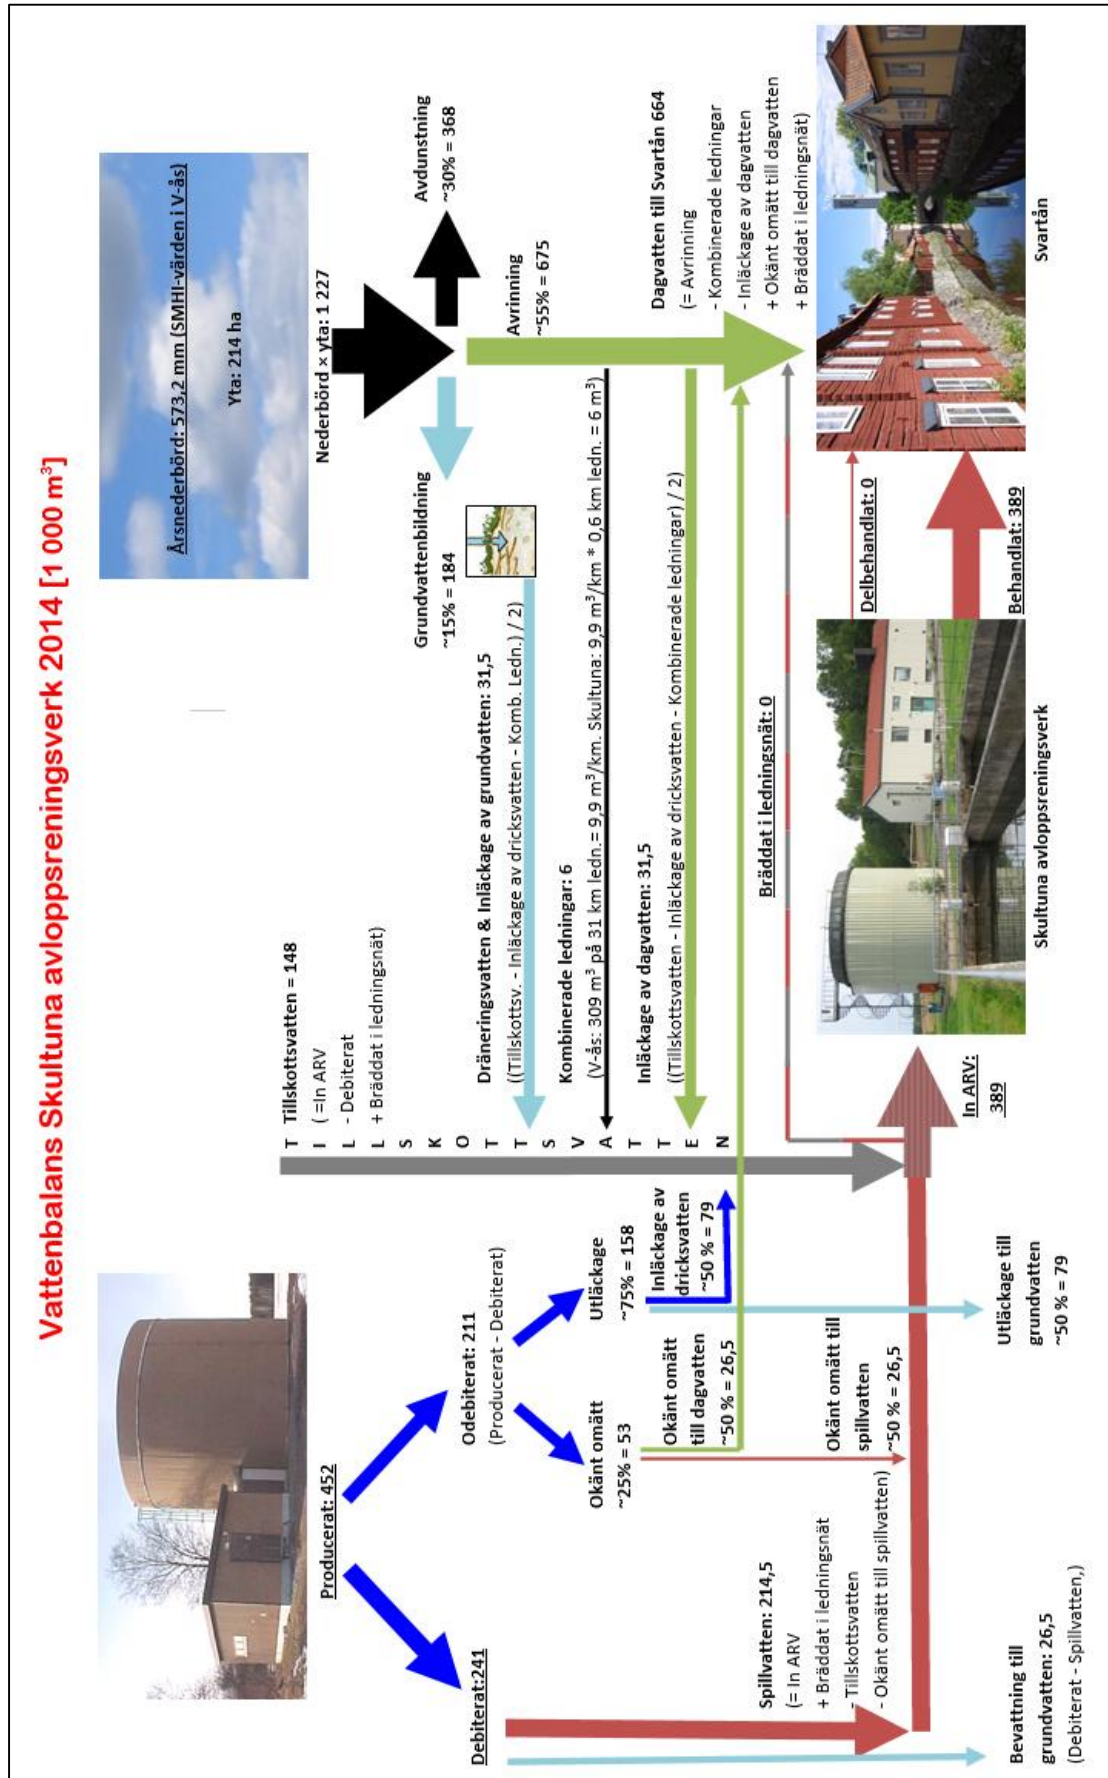 Vattenbalans Skultuna avloppsreningsverk 2014 [1 000 m³]
Producerat: 452
Debiterat:241
Odebiterat: 211
(Producerat - Debiterat)
Okänt omätt
~25% = 53
Utläckage
~75% = 158
Okänt omätt
till dagvatten
~50 % = 26,5
Inläckage av
dricksvatten
~50 % = 79
Okänt omätt till
spillvatten
~50 % = 26,5
Spillvatten: 214,5
(= In ARV
+ Bräddat i ledningsnät
- Tillskottsvatten
- Okänt omätt till spillvatten)
Bevattning till
grundvatten: 26,5
(Debiterat - Spillvatten,)
Utläckage till
grundvatten
~50 % = 79
TILLSKOTTSVATTEN
Tillskottsvatten = 148
( =In ARV
- Debiterat
+ Bräddat i ledningsnät)
Årsnederbörd: 573,2 mm (SMHI-värden i V-ås)
Yta: 214 ha
Nederbörd × yta: 1 227
Grundvattenbildning
~15% = 184
Avdunstning
~30% = 368
Avrinning
~55% = 675
Dräneringsvatten & Inläckage av grundvatten: 31,5
((Tillskottsv. - Inläckage av dricksvatten - Komb. Ledn.) / 2)
Kombinerade ledningar: 6
(V-ås: 309 m³ på 31 km ledn.= 9,9 m³/km. Skultuna: 9,9 m³/km * 0,6 km ledn. = 6 m³)
Inläckage av dagvatten: 31,5
((Tillskottsvatten - Inläckage av dricksvatten - Kombinerade ledningar) / 2)
Dagvatten till Svartån 664
(= Avrinning
- Kombinerade ledningar
- Inläckage av dagvatten
+ Okänt omätt till dagvatten
+ Bräddat i ledningsnät)
Bräddat i ledningsnät: 0
In ARV:
389
Delbehandlat: 0
Behandlat: 389
Skultuna avloppsreningsverk
Svartån